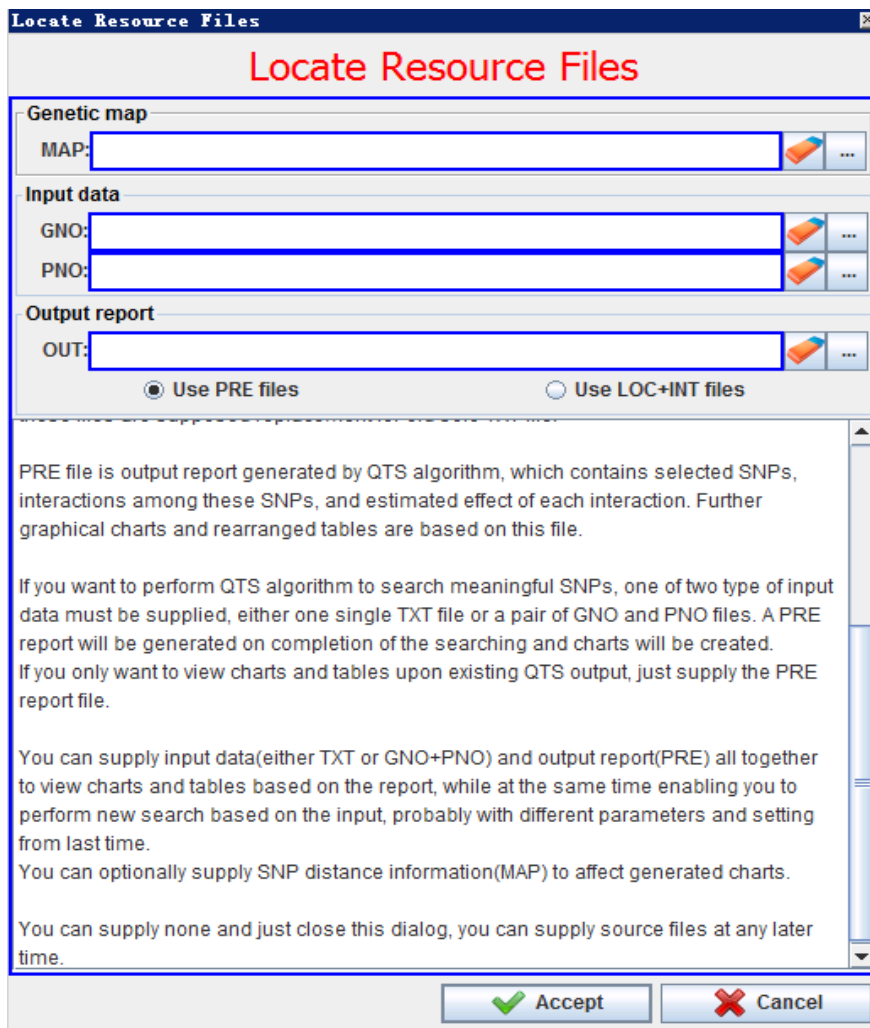 Locate Resource Files
Locate Resource Files
Genetic map
MAP:
...
Input data
GNO:
...
PNO:
...
Output report
OUT:
...
Use PRE files
Use LOC+INT files
PRE file is output report generated by QTS algorithm, which contains selected SNPs,
interactions among these SNPs, and estimated effect of each interaction. Further
graphical charts and rearranged tables are based on this file.
If you want to perform QTS algorithm to search meaningful SNPs, one of two type of input
data must be supplied, either one single TXT file or a pair of GNO and PNO files. A PRE
report will be generated on completion of the searching and charts will be created.
If you only want to view charts and tables upon existing QTS output, just supply the PRE
report file.
You can supply input data(either TXT or GNO+PNO) and output report(PRE) all together
to view charts and tables based on the report, while at the same time enabling you to
perform new search based on the input, probably with different parameters and setting
from last time.
You can optionally supply SNP distance information(MAP) to affect generated charts.
You can supply none and just close this dialog, you can supply source files at any later
time.
Accept
Cancel